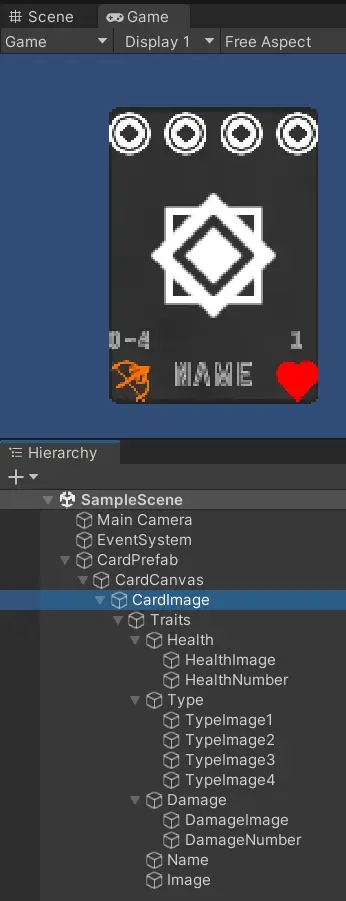 Scene Game
Game Display 1 Free Aspect
0-4 1
NAME
Hierarchy
SampleScene
Main Camera
EventSystem
CardPrefab
CardCanvas
CardImage
Traits
Health
HealthImage
HealthNumber
Type
TypeImage1
TypeImage2
TypeImage3
TypeImage4
Damage
DamageImage
DamageNumber
Name
Image